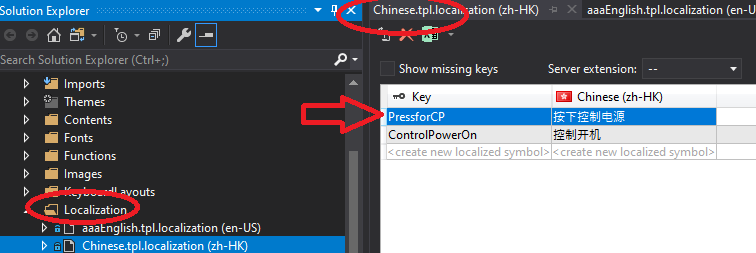 Solution Explorer
Search Solution Explorer (Ctrl+;)
Imports
Themes
Contents
Fonts
Functions
Images
KeyboardLayouts
Localization
aaaEnglish.tpl.localization (en-US)
Chinese.tpl.localization (zh-HK)
Chinese.tpl.localization (zh-HK)
aaaEnglish.tpl.localization (en-U
Show missing keys
Server extension: --
Key
Chinese (zh-HK)
PressforCP
按下控制电源
ControlPowerOn
控制开机
<create new localized symbol>
<create new localized symbol>